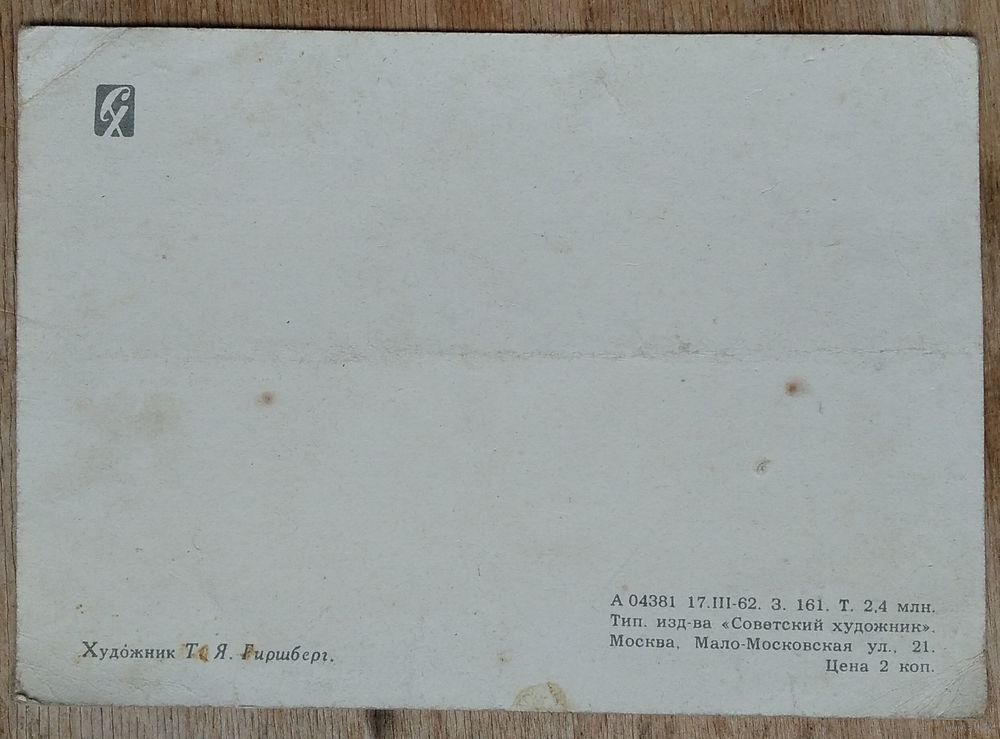 СХ
Художник Т. Я. Гиршберг.
А 04381 17.III-62. З. 161. Т. 2,4 млн.
Тип. изд-ва «Советский художник».
Москва, Мало-Московская ул., 21.
Цена 2 коп.